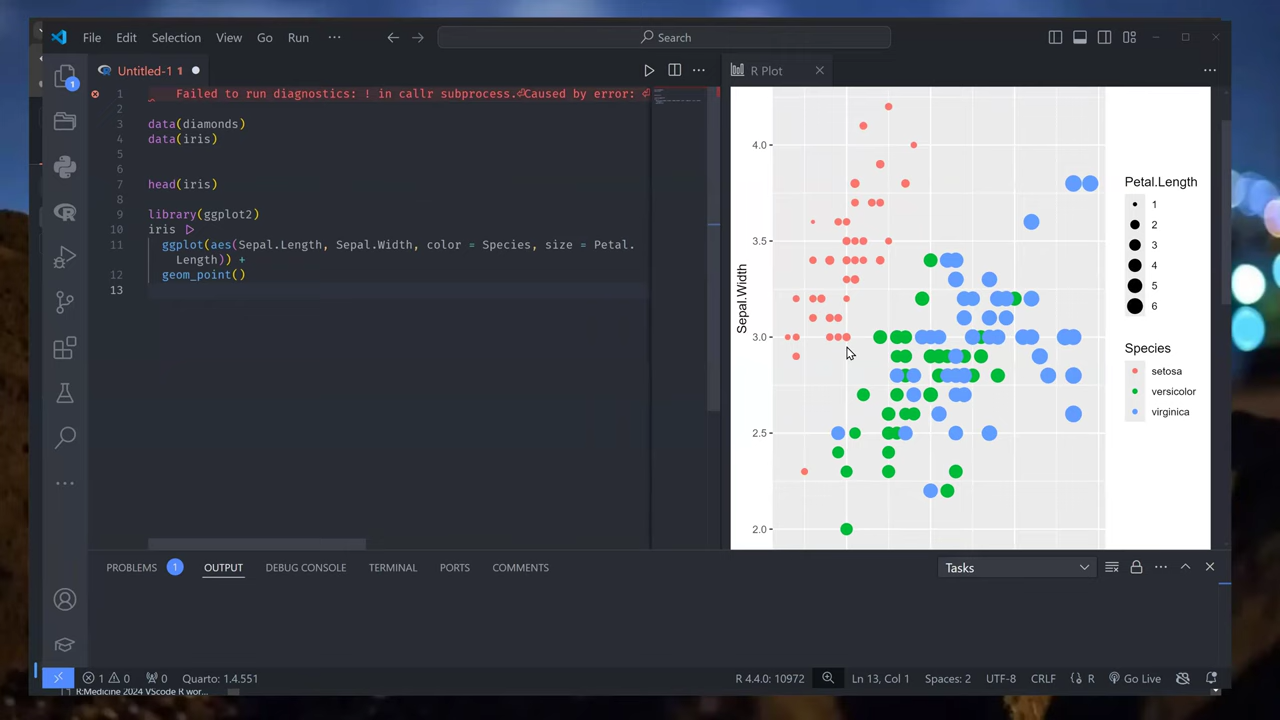 File Edit Selection View Go Run ··· Search
Untitled-1 1
R Plot
1 Failed to run diagnostics: ! in callr subprocess.⏎Caused by error: ⏎
2
3 data(diamonds)
4 data(iris)
5
6
7 head(iris)
8
9 library(ggplot2)
10 iris ▷
11 ggplot(aes(Sepal.Length, Sepal.Width, color = Species, size = Petal.
Length)) +
12 geom_point()
13
1
Sepal.Width
4.0
3.5
3.0
2.5
2.0
Petal.Length
1
2
3
4
5
6
Species
setosa
versicolor
virginica
PROBLEMS 1 OUTPUT DEBUG CONSOLE TERMINAL PORTS COMMENTS Tasks
1 0 0 Quarto: 1.4.551 R 4.4.0: 10972 Ln 13, Col 1 Spaces: 2 UTF-8 CRLF {} R Go Live
R:Medicine 2024 VScode R wor...